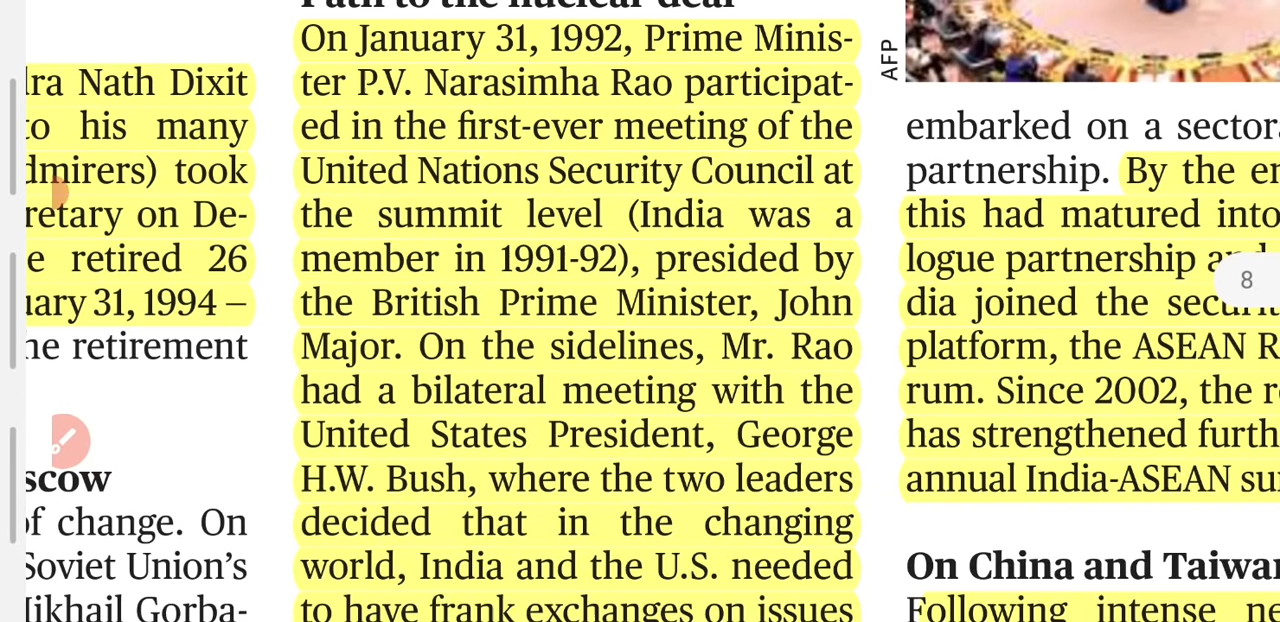 dra Nath Dixit
to his many
dmirers) took
retary on De-
e retired 26
uary 31, 1994 –
he retirement
scow
of change. On
Soviet Union's
Mikhail Gorba-
Path to the nuclear deal
On January 31, 1992, Prime Minis-
ter P.V. Narasimha Rao participat-
ed in the first-ever meeting of the
United Nations Security Council at
the summit level (India was a
member in 1991-92), presided by
the British Prime Minister, John
Major. On the sidelines, Mr. Rao
had a bilateral meeting with the
United States President, George
H.W. Bush, where the two leaders
decided that in the changing
world, India and the U.S. needed
to have frank exchanges on issues
AFP
embarked on a sector
partnership. By the en
this had matured into
logue partnership and
dia joined the securit
platform, the ASEAN R
rum. Since 2002, the re
has strengthened furth
annual India-ASEAN su
On China and Taiwan
Following intense ne
8